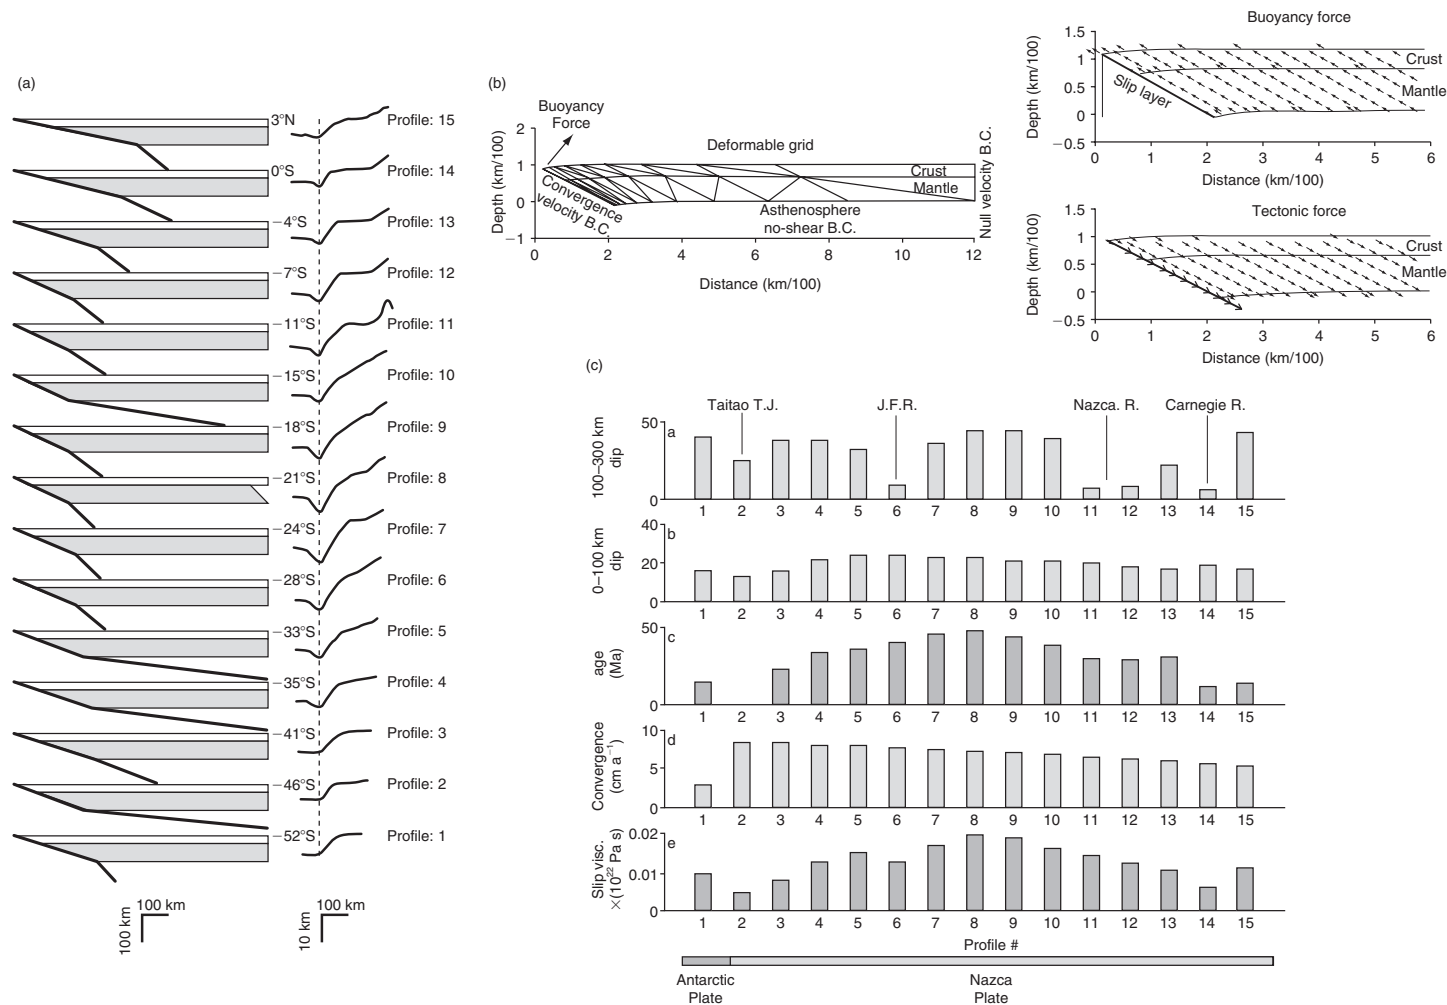 (a)
3°N
Profile: 15
0°S
Profile: 14
−4°S
Profile: 13
−7°S
Profile: 12
−11°S
Profile: 11
−15°S
Profile: 10
−18°S
Profile: 9
−21°S
Profile: 8
−24°S
Profile: 7
−28°S
Profile: 6
−33°S
Profile: 5
−35°S
Profile: 4
−41°S
Profile: 3
−46°S
Profile: 2
−52°S
Profile: 1
100 km
100 km
100 km
10 km
(b)
Buoyancy
Force
Deformable grid
Crust
Mantle
Convergence
velocity B.C.
Asthenosphere
no-shear B.C.
Null velocity B.C.
Depth (km/100)
2
1
0
−1
0 2 4 6 8 10 12
Distance (km/100)
Buoyancy force
Depth (km/100)
1.5
1
0.5
0
−0.5
Crust
Mantle
Slip layer
0 1 2 3 4 5 6
Distance (km/100)
Tectonic force
Depth (km/100)
1.5
1
0.5
0
−0.5
Crust
Mantle
0 1 2 3 4 5 6
Distance (km/100)
(c)
Taitao T.J.
J.F.R.
Nazca. R.
Carnegie R.
a
100–300 km
dip
50
0
1 2 3 4 5 6 7 8 9 10 11 12 13 14 15
b
0–100 km
dip
40
20
0
1 2 3 4 5 6 7 8 9 10 11 12 13 14 15
c
age
(Ma)
50
0
1 2 3 4 5 6 7 8 9 10 11 12 13 14 15
d
Convergence
(cm a⁻¹)
10
5
0
1 2 3 4 5 6 7 8 9 10 11 12 13 14 15
e
Slip visc.
×(10²² Pa s)
0.02
0.01
0
1 2 3 4 5 6 7 8 9 10 11 12 13 14 15
Profile #
Antarctic
Plate
Nazca
Plate